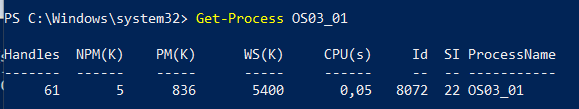 PS C:\Windows\system32> Get-Process OS03_01
Handles  NPM(K)    PM(K)      WS(K)     CPU(s)     Id  SI ProcessName
-------  ------    -----      -----     ------     --  -- -----------
     61       5      836       5400       0,05   8072  22 OS03_01